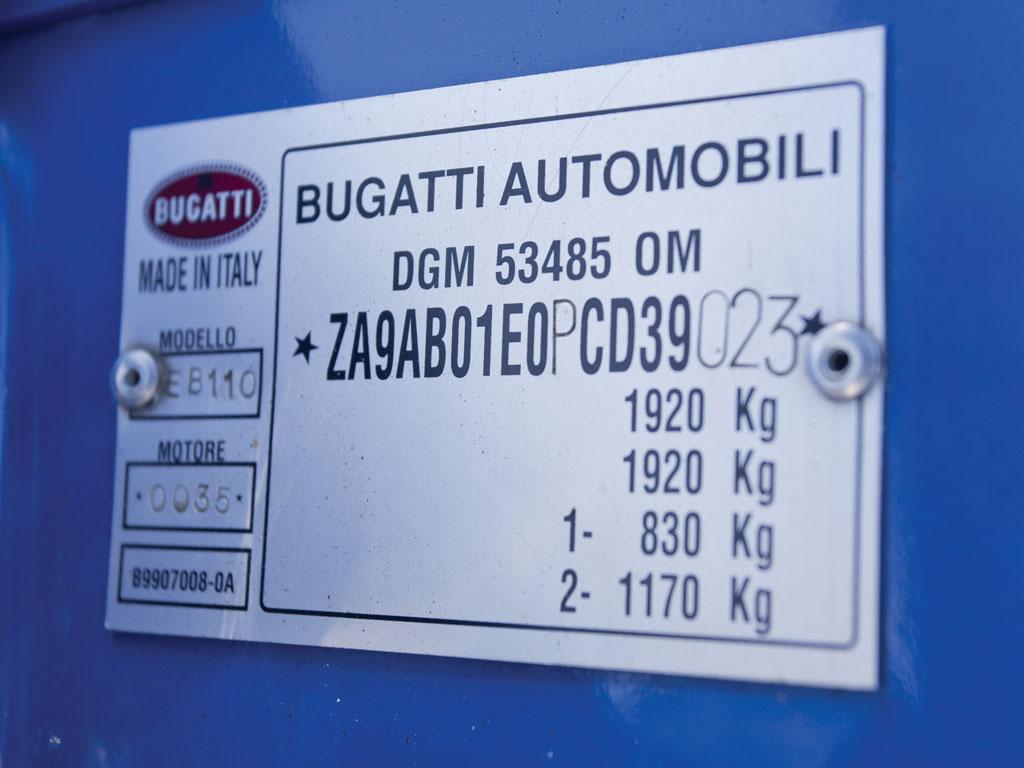 BUGATTI
MADE IN ITALY
MODELLO
EB110
MOTORE
*0035*
89907008-0A
BUGATTI AUTOMOBILI
DGM 53485 OM
★ZA9AB01E0PCD39023★
1920 Kg
1920 Kg
1- 830 Kg
2- 1170 Kg